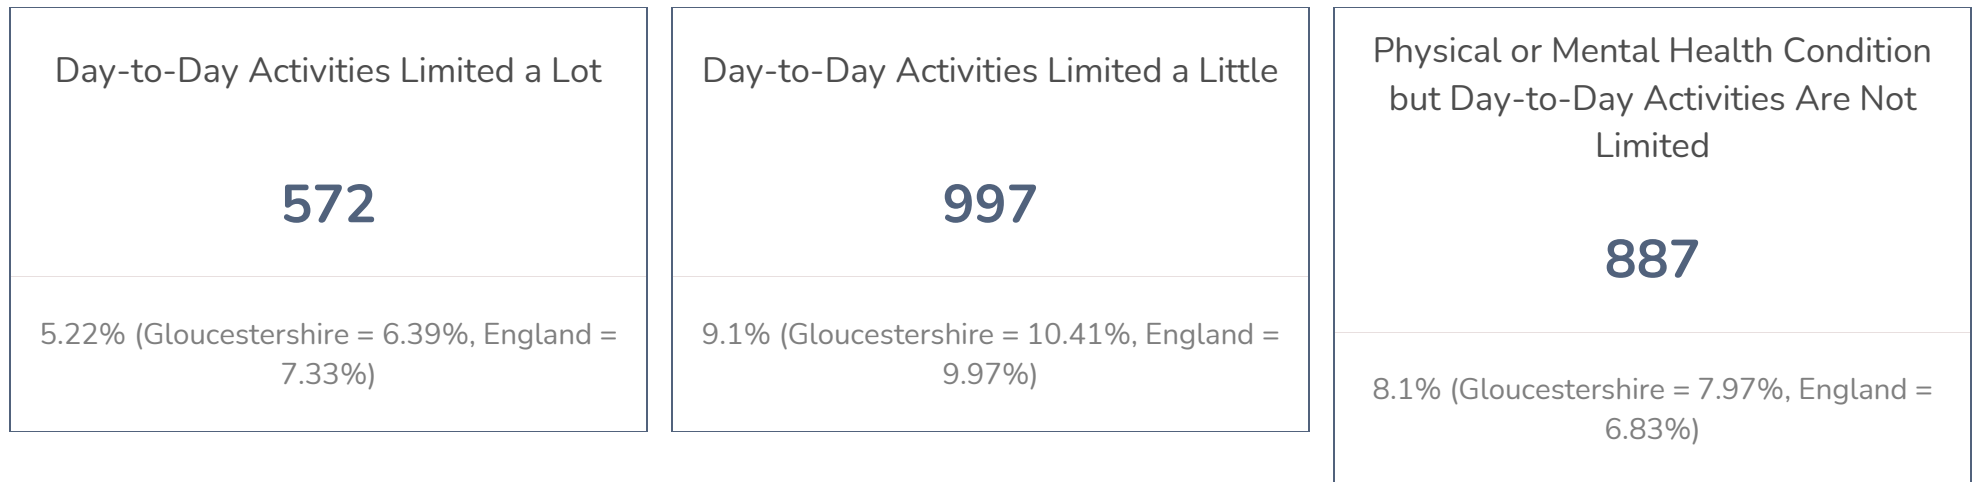 Day-to-Day Activities Limited a Lot
572
5.22% (Gloucestershire = 6.39%, England =
7.33%)
Day-to-Day Activities Limited a Little
997
9.1% (Gloucestershire = 10.41%, England =
9.97%)
Physical or Mental Health Condition
but Day-to-Day Activities Are Not
Limited
887
8.1% (Gloucestershire = 7.97%, England =
6.83%)